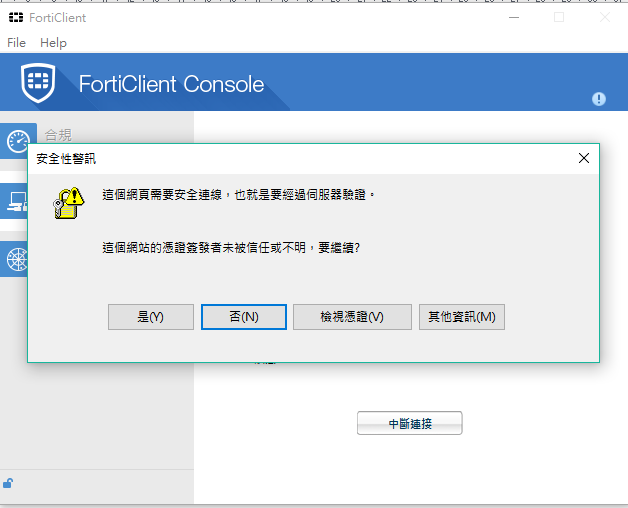 FortiClient
File Help
FortiClient Console
合規
安全性警訊
這個網頁需要安全連線，也就是要經過伺服器驗證。
這個網站的憑證簽發者未被信任或不明，要繼續?
是(Y) 否(N) 檢視憑證(V) 其他資訊(M)
中斷連接